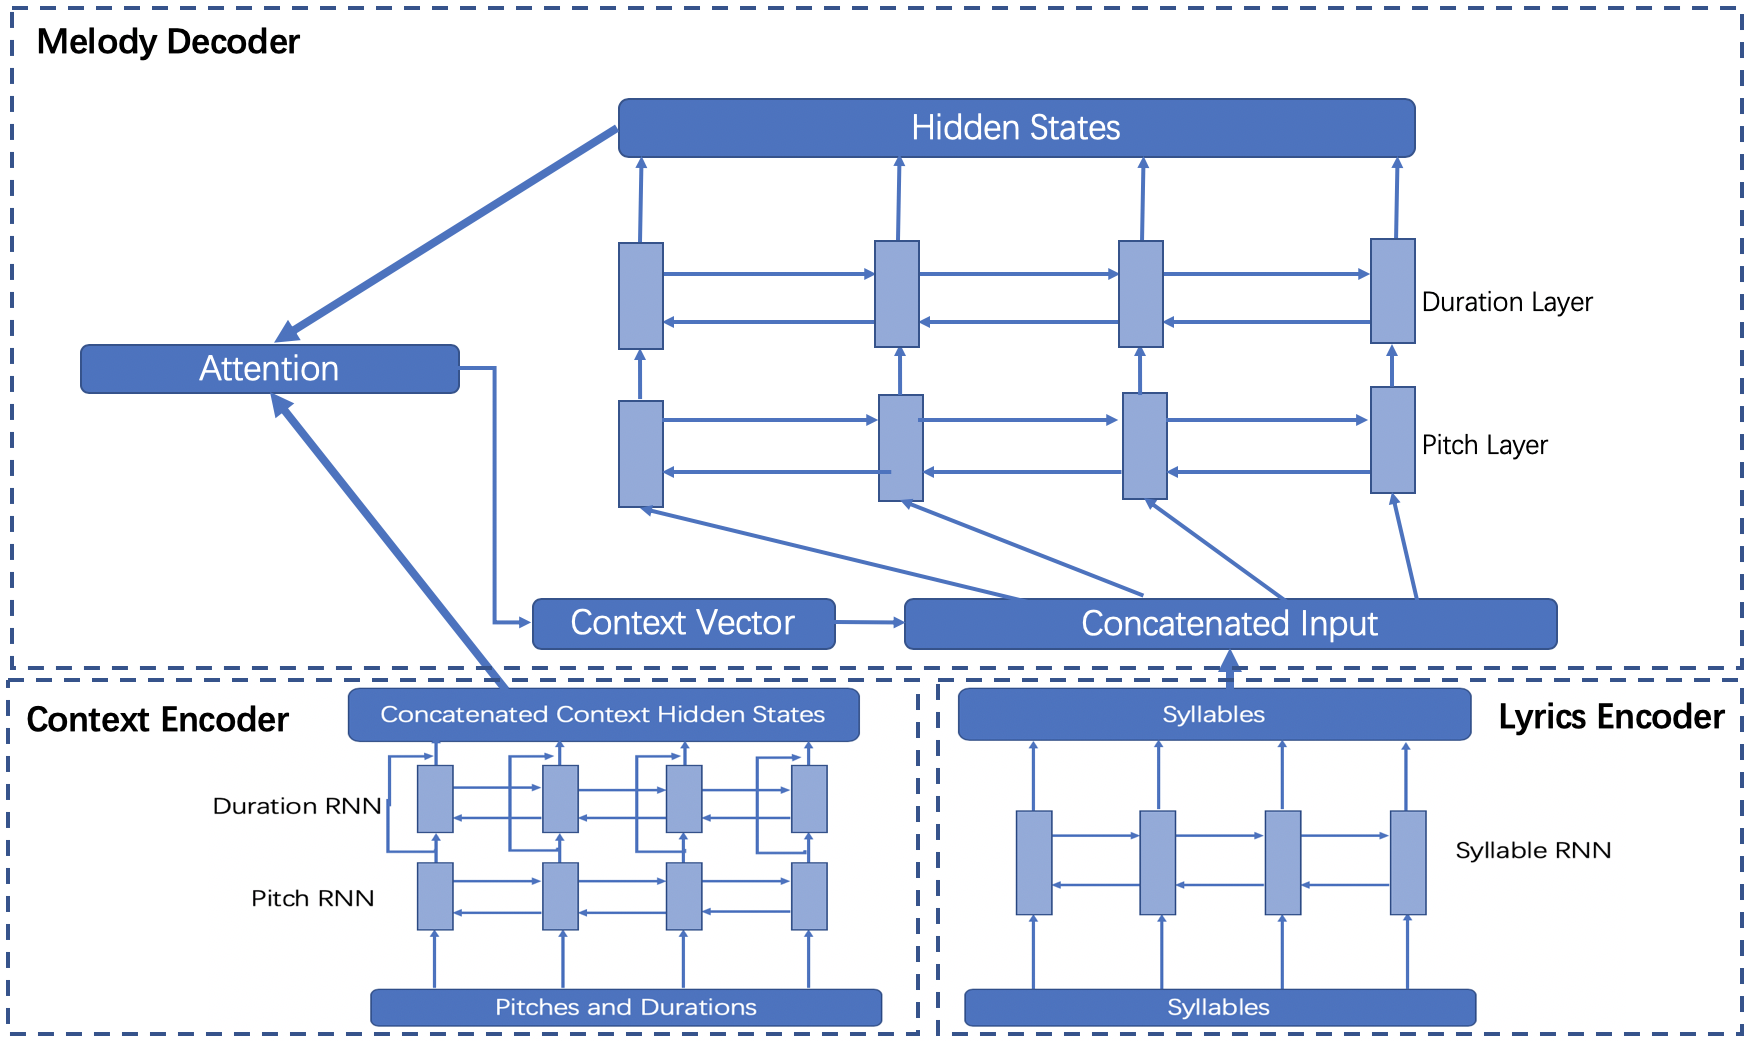 Melody Decoder
Hidden States
Duration Layer
Attention
Pitch Layer
Context Vector
Concatenated Input
Context Encoder
Concatenated Context Hidden States
Duration RNN
Pitch RNN
Pitches and Durations
Syllables
Lyrics Encoder
Syllable RNN
Syllables